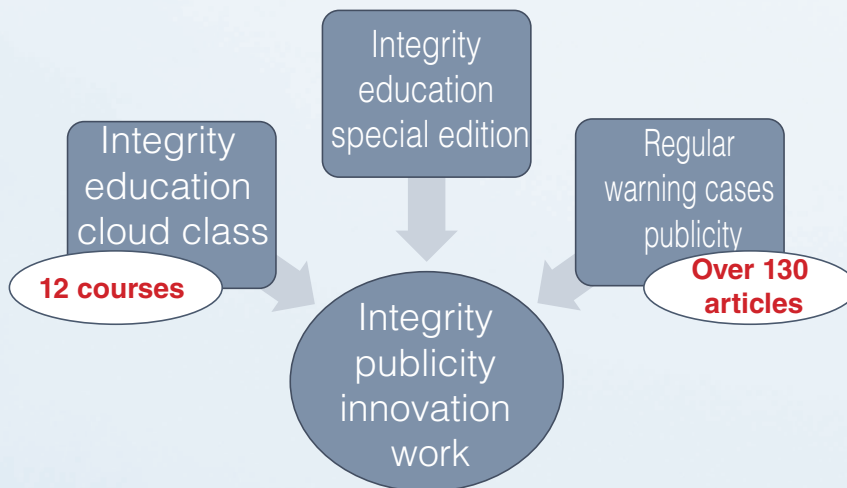 Integrity
education
special edition
Integrity
education
cloud class
12 courses
Regular
warning cases
publicity
Over 130
articles
Integrity
publicity
innovation
work